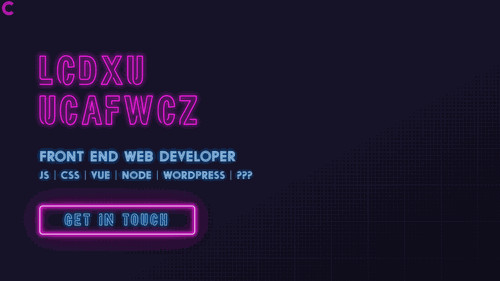 C
LCDXU
UCAFWCZ
FRONT END WEB DEVELOPER
JS | CSS | VUE | NODE | WORDPRESS | ???
GET IN TOUCH